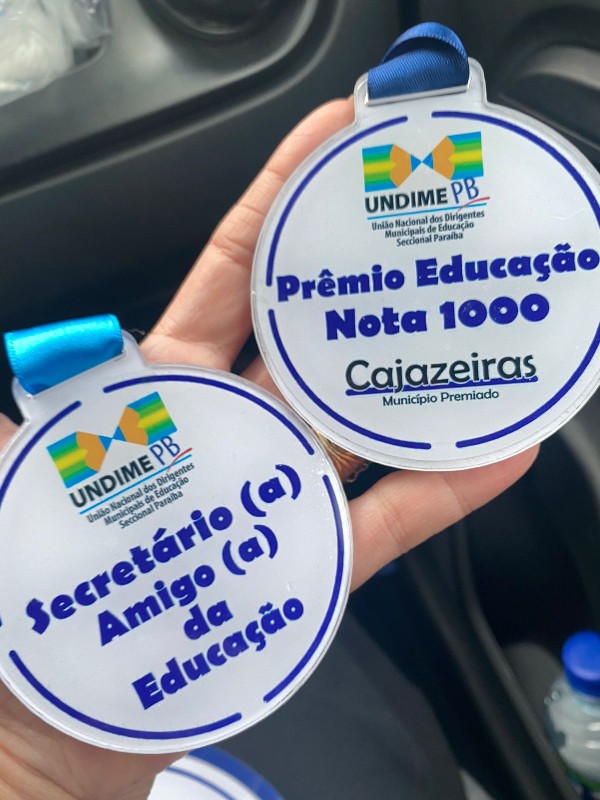 UNDIME PB
União Nacional dos Dirigentes
Municipais de Educação
Seccional Paraíba
Prêmio Educação
Nota 1000
Cajazeiras
Município Premiado
UNDIME PB
União Nacional dos Dirigentes
Municipais de Educação
Seccional Paraíba
Secretário (a)
Amigo (a)
da
Educação